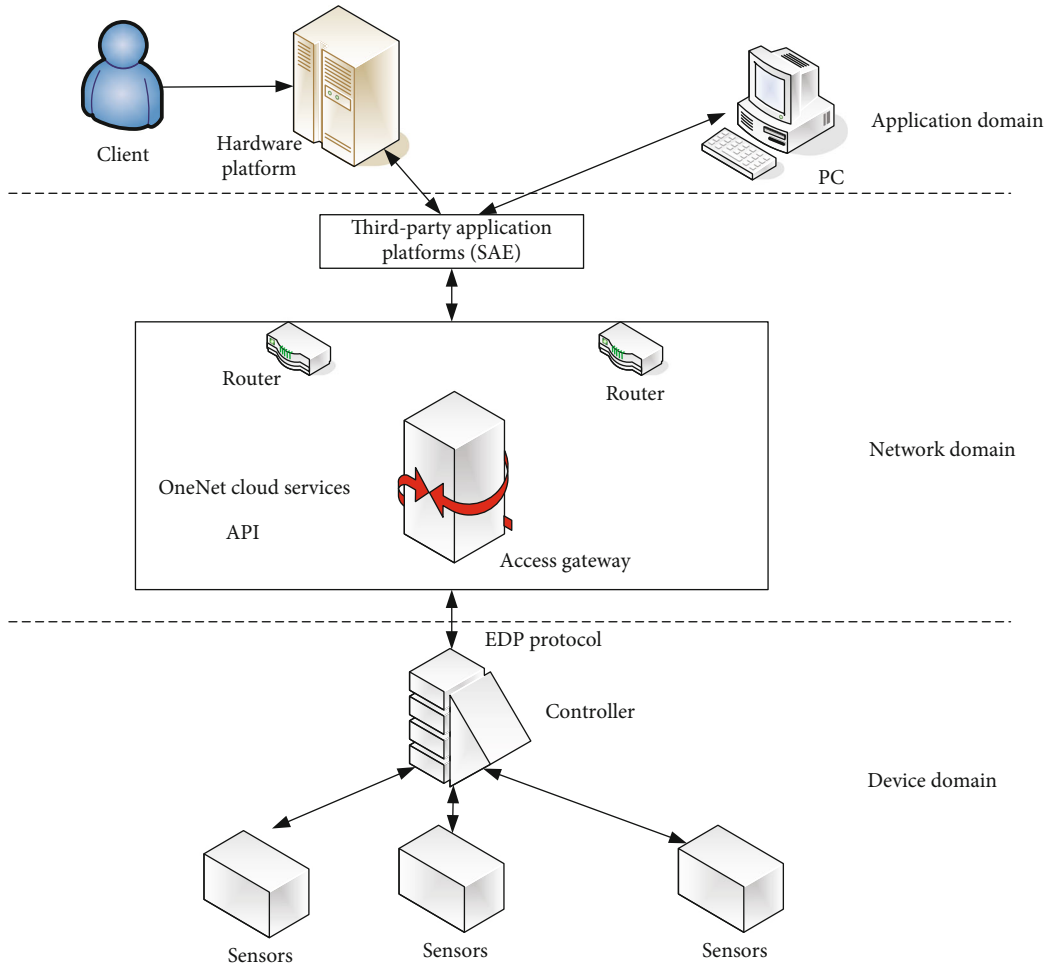 Client
Hardware
platform
PC
Application domain
Third-party application
platforms (SAE)
Router
Router
Network domain
OneNet cloud services
API
Access gateway
EDP protocol
Controller
Device domain
Sensors
Sensors
Sensors